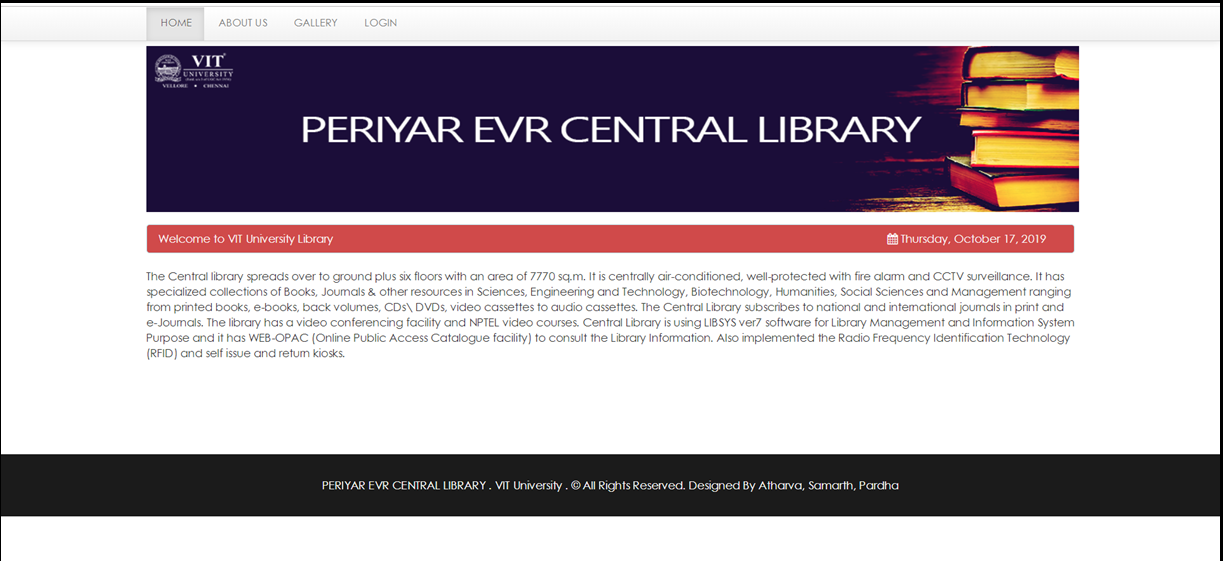 HOME ABOUT US GALLERY LOGIN
VIT
UNIVERSITY
VELLORE • CHENNAI
PERIYAR EVR CENTRAL LIBRARY
Welcome to VIT University Library Thursday, October 17, 2019
The Central library spreads over to ground plus six floors with an area of 7770 sq.m. It is centrally air-conditioned, well-protected with fire alarm and CCTV surveillance. It has
specialized collections of Books, Journals & other resources in Sciences, Engineering and Technology, Biotechnology, Humanities, Social Sciences and Management ranging
from printed books, e-books, back volumes, CDs\ DVDs, video cassettes to audio cassettes. The Central Library subscribes to national and international journals in print and
e-Journals. The library has a video conferencing facility and NPTEL video courses. Central Library is using LIBSYS ver7 software for Library Management and Information System
Purpose and it has WEB-OPAC (Online Public Access Catalogue facility) to consult the Library Information. Also implemented the Radio Frequency Identification Technology
(RFID) and self issue and return kiosks.
PERIYAR EVR CENTRAL LIBRARY . VIT University . © All Rights Reserved. Designed By Atharva, Samarth, Pardha